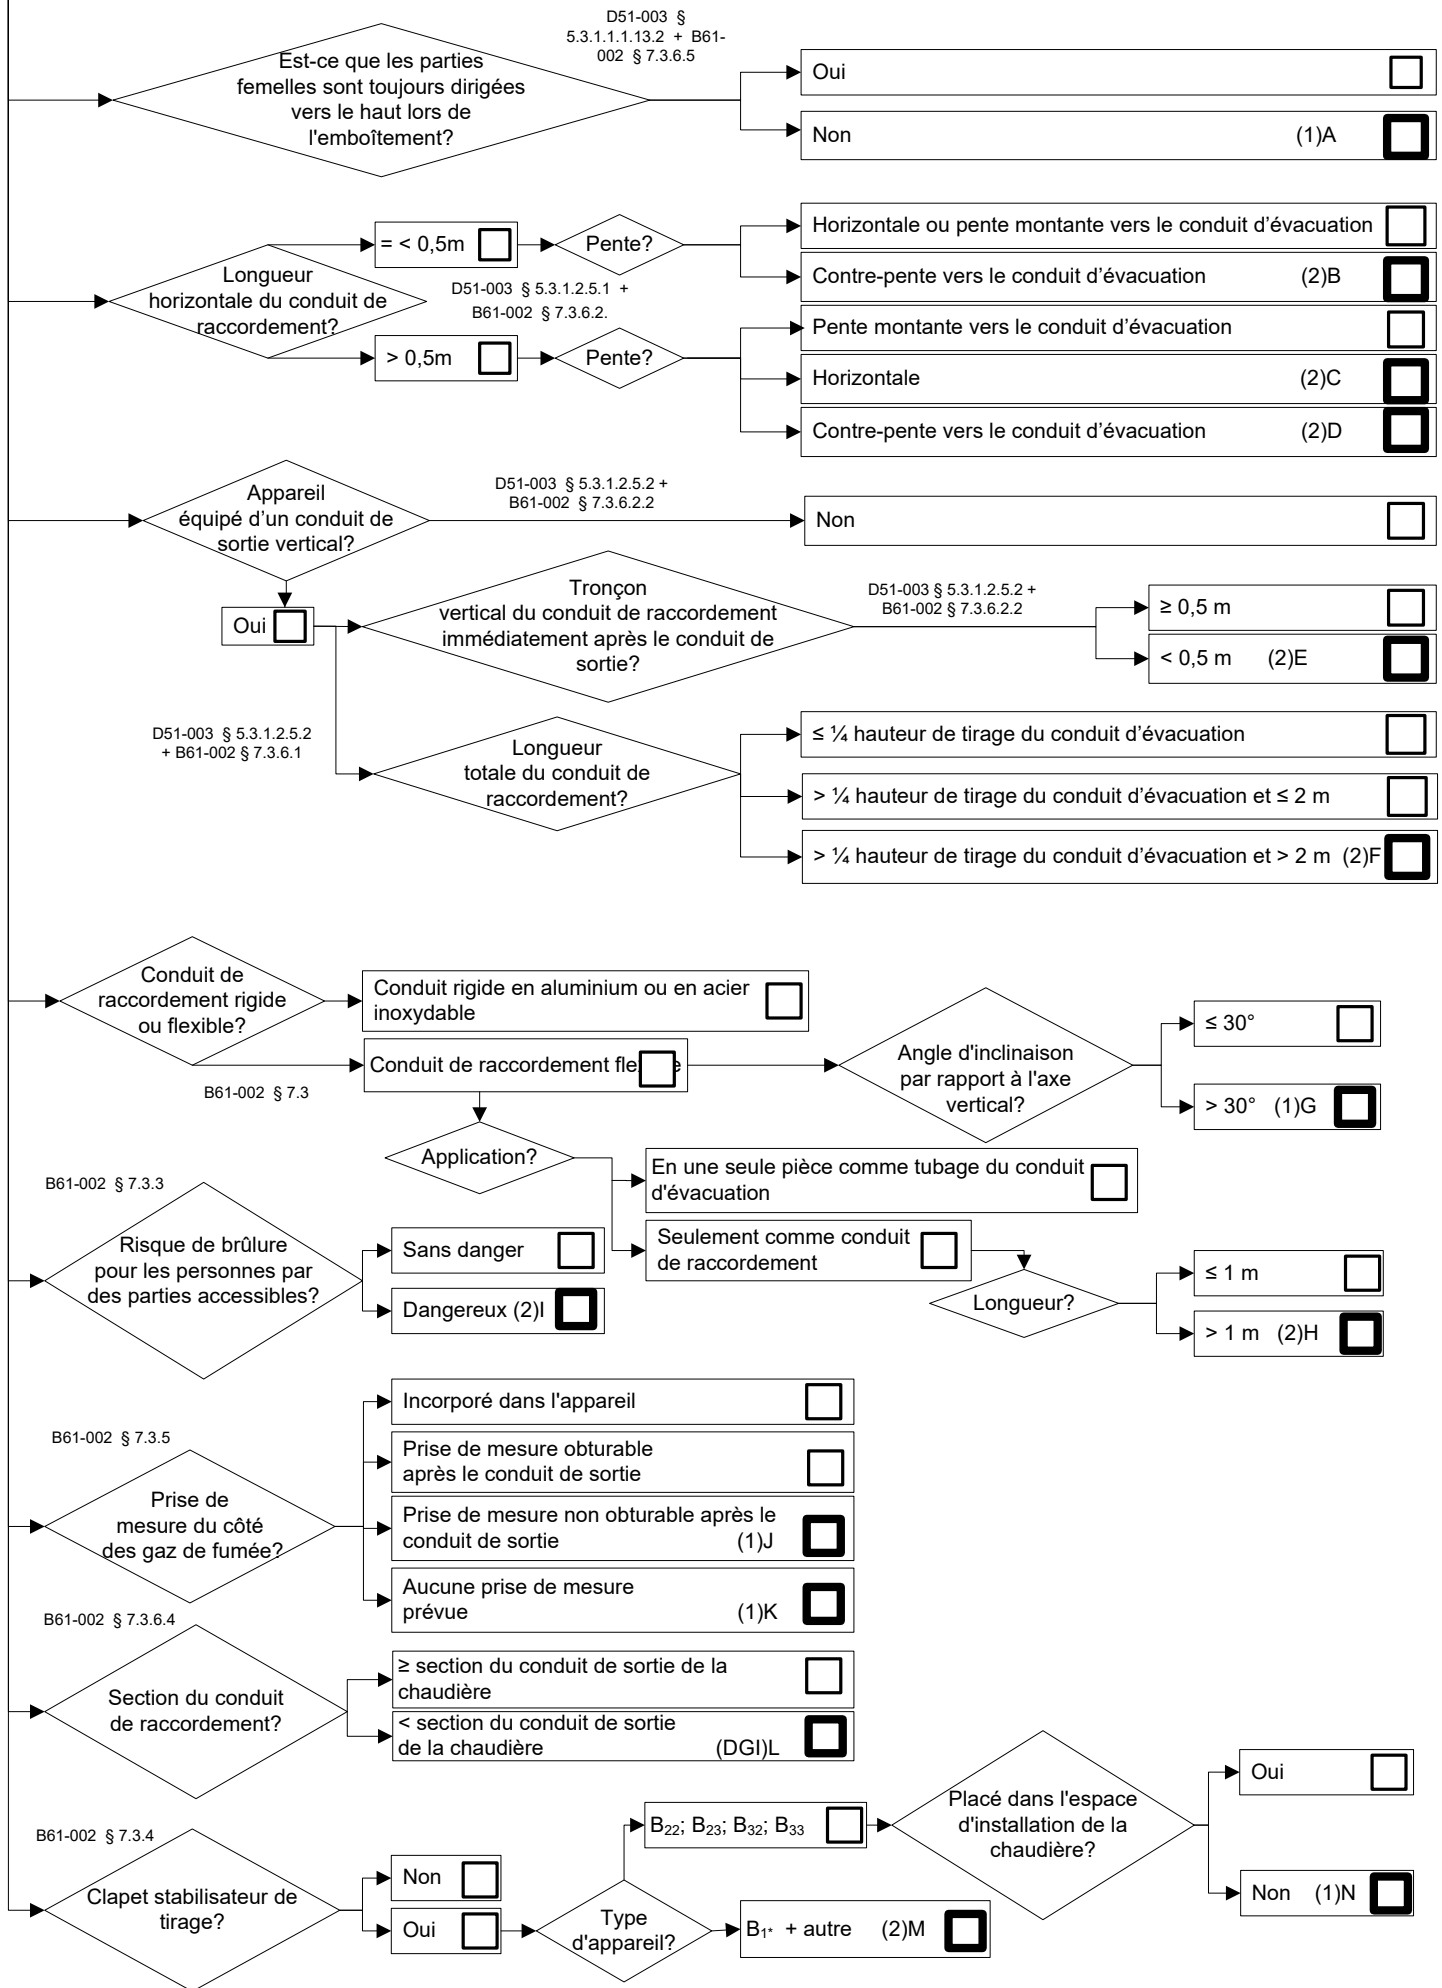 D51-003 §
5.3.1.1.1.13.2 + B61-
002 § 7.3.6.5
Est-ce que les parties
femelles sont toujours dirigées
vers le haut lors de
l'emboîtement?
Oui
Non (1)A
Longueur
horizontale du conduit de
raccordement?
= < 0,5m
Pente?
Horizontale ou pente montante vers le conduit d'évacuation
Contre-pente vers le conduit d'évacuation (2)B
D51-003 § 5.3.1.2.5.1 +
B61-002 § 7.3.6.2.
> 0,5m
Pente?
Pente montante vers le conduit d'évacuation
Horizontale (2)C
Contre-pente vers le conduit d'évacuation (2)D
Appareil
équipé d'un conduit de
sortie vertical?
D51-003 § 5.3.1.2.5.2 +
B61-002 § 7.3.6.2.2
Non
Oui
Tronçon
vertical du conduit de raccordement
immédiatement après le conduit de
sortie?
D51-003 § 5.3.1.2.5.2 +
B61-002 § 7.3.6.2.2
≥ 0,5 m
< 0,5 m (2)E
D51-003 § 5.3.1.2.5.2
+ B61-002 § 7.3.6.1
Longueur
totale du conduit de
raccordement?
≤ ¼ hauteur de tirage du conduit d'évacuation
> ¼ hauteur de tirage du conduit d'évacuation et ≤ 2 m
> ¼ hauteur de tirage du conduit d'évacuation et > 2 m (2)F
Conduit de
raccordement rigide
ou flexible?
Conduit rigide en aluminium ou en acier
inoxydable
B61-002 § 7.3
Conduit de raccordement fle e
Angle d'inclinaison
par rapport à l'axe
vertical?
≤ 30°
> 30° (1)G
Application?
En une seule pièce comme tubage du conduit
d'évacuation
Seulement comme conduit
de raccordement
Longueur?
≤ 1 m
> 1 m (2)H
B61-002 § 7.3.3
Risque de brûlure
pour les personnes par
des parties accessibles?
Sans danger
Dangereux (2)I
B61-002 § 7.3.5
Prise de
mesure du côté
des gaz de fumée?
Incorporé dans l'appareil
Prise de mesure obturable
après le conduit de sortie
Prise de mesure non obturable après le
conduit de sortie (1)J
Aucune prise de mesure
prévue (1)K
B61-002 § 7.3.6.4
Section du conduit
de raccordement?
≥ section du conduit de sortie de la
chaudière
< section du conduit de sortie
de la chaudière (DGI)L
B61-002 § 7.3.4
Clapet stabilisateur de
tirage?
Non
Oui
Type
d'appareil?
B22; B23; B32; B33
Placé dans l'espace
d'installation de la
chaudière?
Oui
Non (1)N
B1* + autre (2)M